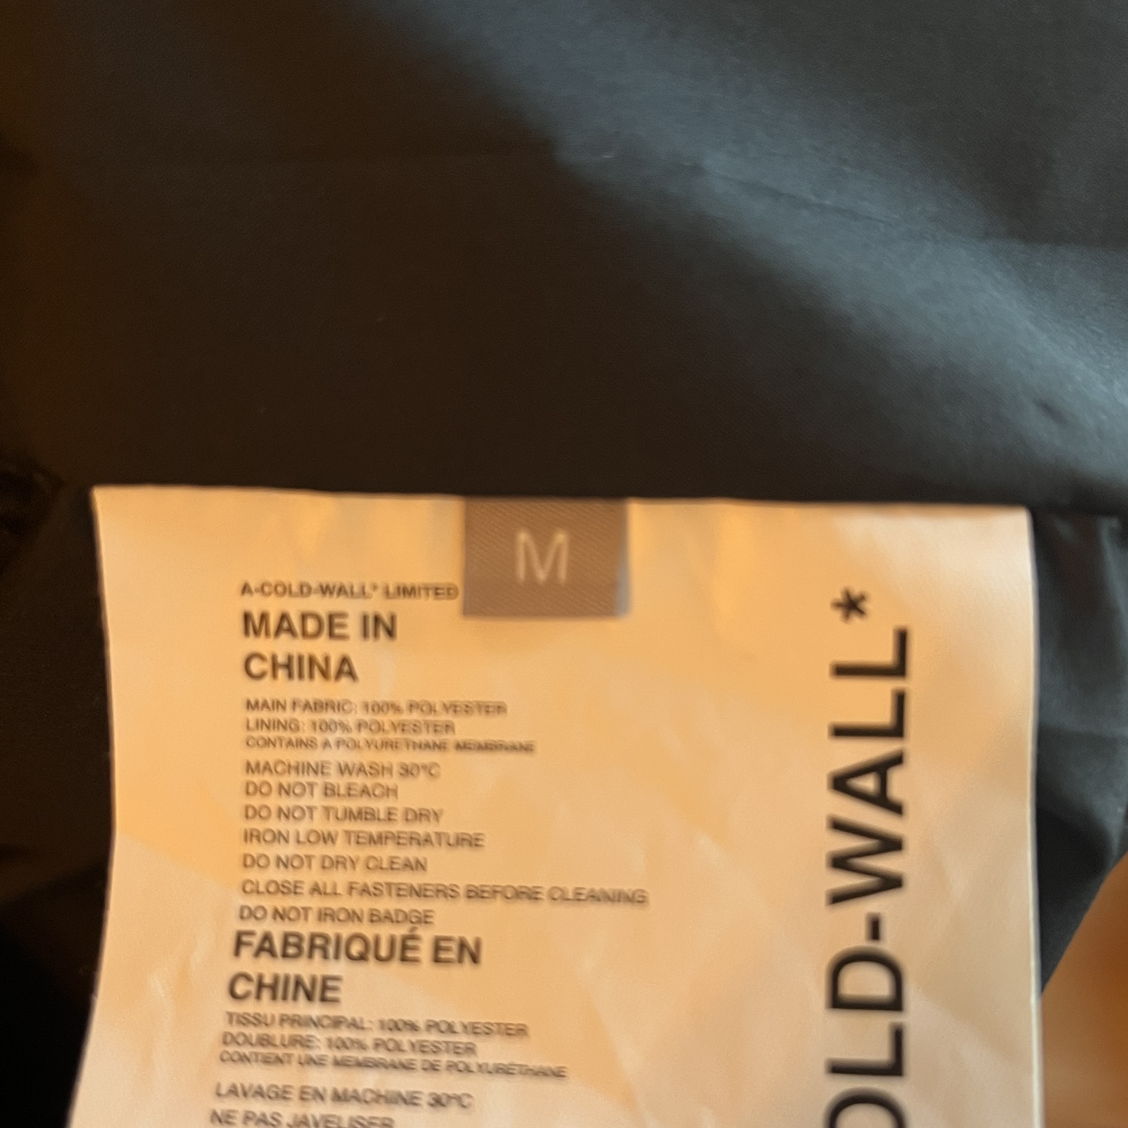 M
A-COLD-WALL* LIMITED
MADE IN
CHINA
MAIN FABRIC: 100% POLYESTER
LINING: 100% POLYESTER
CONTAINS A POLYURETHANE MEMBRANE
MACHINE WASH 30°C
DO NOT BLEACH
DO NOT TUMBLE DRY
IRON LOW TEMPERATURE
DO NOT DRY CLEAN
CLOSE ALL FASTENERS BEFORE CLEANING
DO NOT IRON BADGE
FABRIQUÉ EN
CHINE
TISSU PRINCIPAL: 100% POLYESTER
DOUBLURE: 100% POLYESTER
CONTIENT UNE MEMBRANE DE POLYURÉTHANE
LAVAGE EN MACHINE 30°C
NE PAS JAVELISER
OLD-WALL*